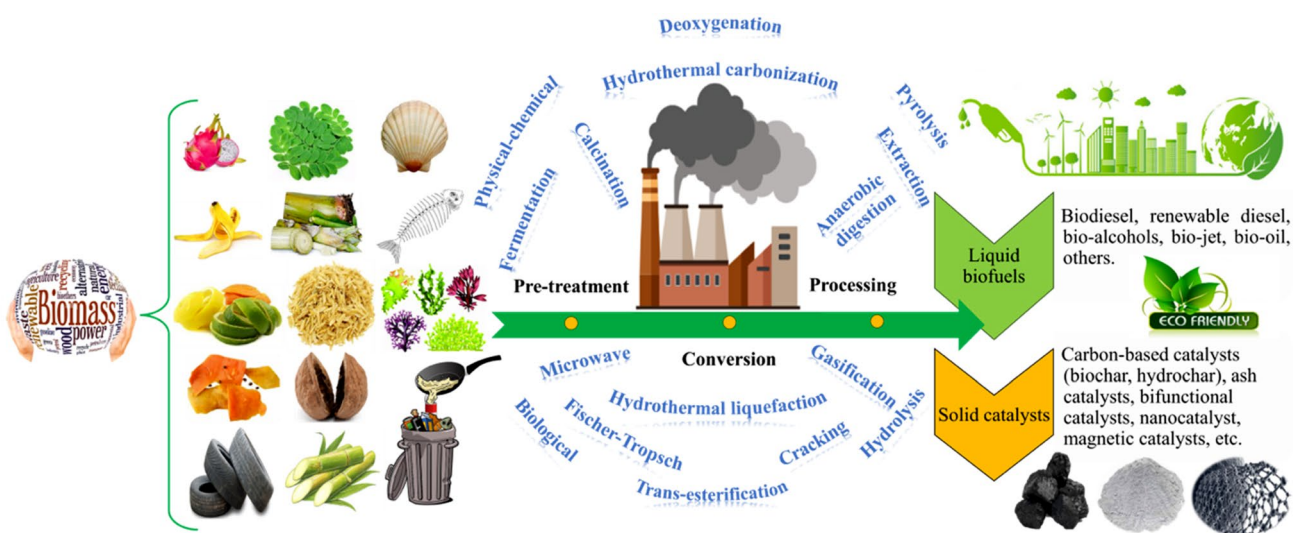 Deoxygenation
Hydrothermal carbonization
Physical-chemical
Calcination
Fermentation
Pyrolysis
Extraction
Anaerobic
digestion
Biomass
power
wood
renewable
recycling
Pre-treatment
Processing
Conversion
Microwave
Gasification
Hydrothermal liquefaction
Biological
Fischer-Tropsch
Cracking
Hydrolysis
Trans-esterification
Liquid
biofuels
Biodiesel, renewable diesel,
bio-alcohols, bio-jet, bio-oil,
others.
ECO FRIENDLY
Solid catalysts
Carbon-based catalysts
(biochar, hydrochar), ash
catalysts, bifunctional
catalysts, nanocatalyst,
magnetic catalysts, etc.